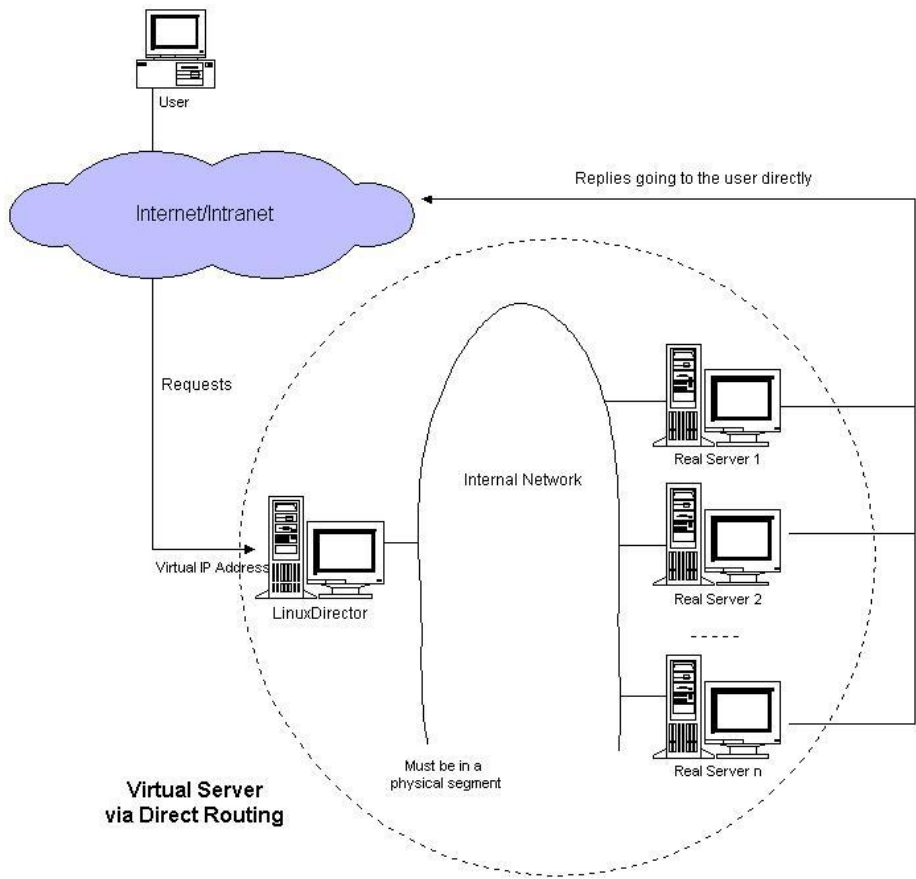 User
Internet/Intranet
Replies going to the user directly
Requests
Internal Network
Real Server 1
Virtual IP Address
LinuxDirector
Real Server 2
Must be in a
physical segment
Real Server n
Virtual Server
via Direct Routing